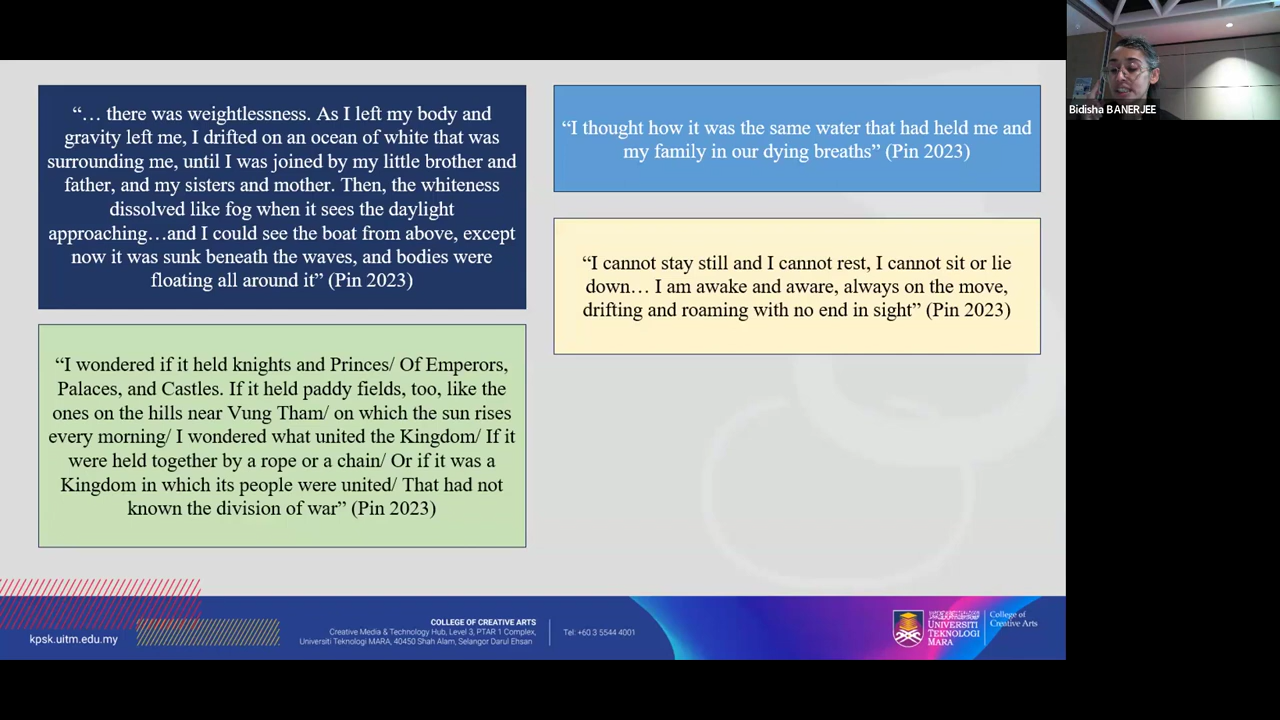 “… there was weightlessness. As I left my body and
gravity left me, I drifted on an ocean of white that was
surrounding me, until I was joined by my little brother and
father, and my sisters and mother. Then, the whiteness
dissolved like fog when it sees the daylight
approaching…and I could see the boat from above, except
now it was sunk beneath the waves, and bodies were
floating all around it” (Pin 2023)
“I wondered if it held knights and Princes/ Of Emperors,
Palaces, and Castles. If it held paddy fields, too, like the
ones on the hills near Vung Tham/ on which the sun rises
every morning/ I wondered what united the Kingdom/ If it
were held together by a rope or a chain/ Or if it was a
Kingdom in which its people were united/ That had not
known the division of war” (Pin 2023)
“I thought how it was the same water that had held me and
my family in our dying breaths” (Pin 2023)
“I cannot stay still and I cannot rest, I cannot sit or lie
down… I am awake and aware, always on the move,
drifting and roaming with no end in sight” (Pin 2023)
Bidisha BANERJEE
kpsk.uitm.edu.my
COLLEGE OF CREATIVE ARTS
Creative Media & Technology Hub, Level 3, PTAR 1 Complex,
Universiti Teknologi MARA, 40450 Shah Alam, Selangor Darul Ehsan
Tel: +60 3 5544 4001
UNIVERSITI
TEKNOLOGI
MARA
College of
Creative Arts